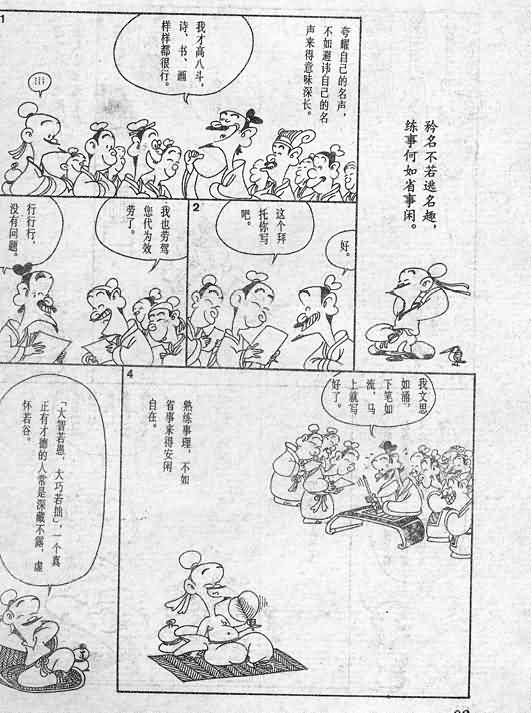 矜名不若逃名趣，
练事何如省事闲。
1
夸耀自己的名声，
不如避讳自己的名
声来得意味深长。
我才高八斗，
诗、书、画
样样都很行。
!!!
2
好。
这个拜
托你写
吧。
我也劳驾
您代为效
劳了。
行行行，
没有问题。
4
我文思
如涌，
下笔如
流，马
上就写
好了。
熟练事理，不如
省事来得安闲
自在。
「大智若愚，大巧若拙」，一个真
正有才德的人常是深藏不露，虚
怀若谷。